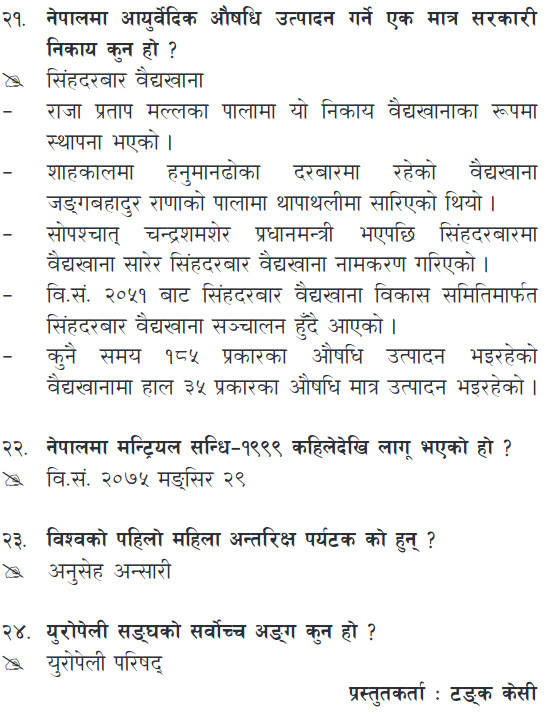 २१. नेपालमा आयुर्वेदिक औषधि उत्पादन गर्ने एक मात्र सरकारी
निकाय कुन हो ?
सिंहदरबार वैद्यखाना
– राजा प्रताप मल्लका पालामा यो निकाय वैद्यखानाका रूपमा
स्थापना भएको ।
– शाहकालमा हनुमानढोका दरबारमा रहेको वैद्यखाना
जङ्गबहादुर राणाको पालामा थापाथलीमा सारिएको थियो ।
– सोपश्चात् चन्द्रशमशेर प्रधानमन्त्री भएपछि सिंहदरबारमा
वैद्यखाना सारेर सिंहदरबार वैद्यखाना नामकरण गरिएको ।
– वि.सं. २०५१ बाट सिंहदरबार वैद्यखाना विकास समितिमार्फत
सिंहदरबार वैद्यखाना सञ्चालन हुँदै आएको ।
– कुनै समय १८५ प्रकारका औषधि उत्पादन भइरहेको
वैद्यखानामा हाल ३५ प्रकारका औषधि मात्र उत्पादन भइरहेको ।
२२. नेपालमा मन्ट्रियल सन्धि–१९९९ कहिलेदेखि लागू भएको हो ?
वि.सं. २०७५ मङ्सिर २९
२३. विश्वको पहिलो महिला अन्तरिक्ष पर्यटक को हुन् ?
अनुसेह अन्सारी
२४. युरोपेली सङ्घको सर्वोच्च अङ्ग कुन हो ?
युरोपेली परिषद्
प्रस्तुतकर्ता : टङ्क केसी